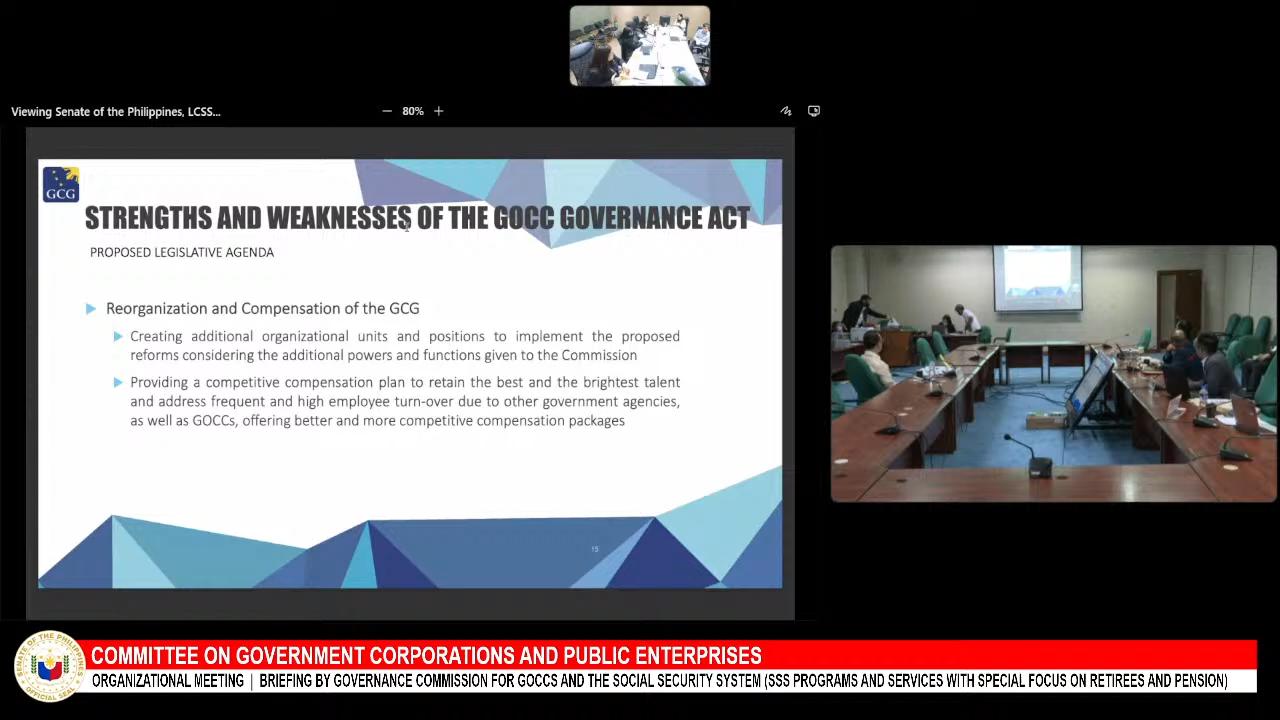 Viewing Senate of the Philippines, LCSS...
80%
GCG
STRENGTHS AND WEAKNESSES OF THE GOCC GOVERNANCE ACT
PROPOSED LEGISLATIVE AGENDA
Reorganization and Compensation of the GCG
Creating additional organizational units and positions to implement the proposed
reforms considering the additional powers and functions given to the Commission
Providing a competitive compensation plan to retain the best and the brightest talent
and address frequent and high employee turn-over due to other government agencies,
as well as GOCCs, offering better and more competitive compensation packages
15
SENATE OF THE PHILIPPINES
OFFICIAL SEAL
COMMITTEE ON GOVERNMENT CORPORATIONS AND PUBLIC ENTERPRISES
ORGANIZATIONAL MEETING | BRIEFING BY GOVERNANCE COMMISSION FOR GOCCS AND THE SOCIAL SECURITY SYSTEM (SSS PROGRAMS AND SERVICES WITH SPECIAL FOCUS ON RETIREES AND PENSION)